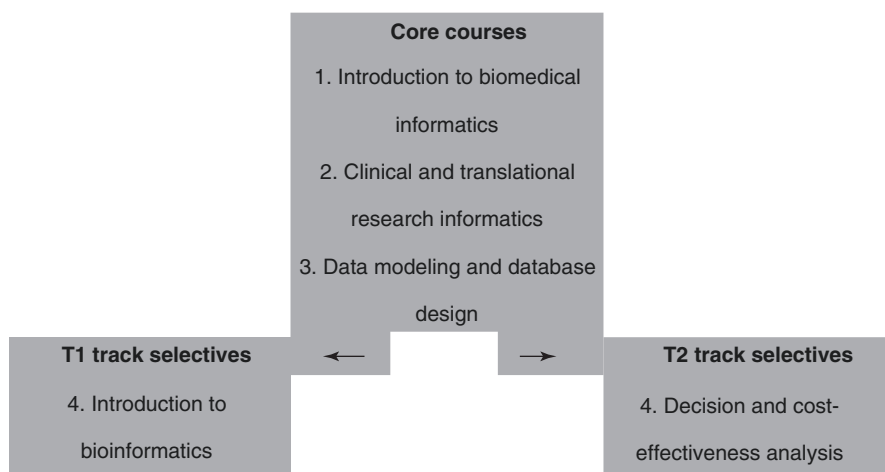 Core courses
1. Introduction to biomedical
informatics
2. Clinical and translational
research informatics
3. Data modeling and database
design
T1 track selectives
4. Introduction to
bioinformatics
T2 track selectives
4. Decision and cost-
effectiveness analysis